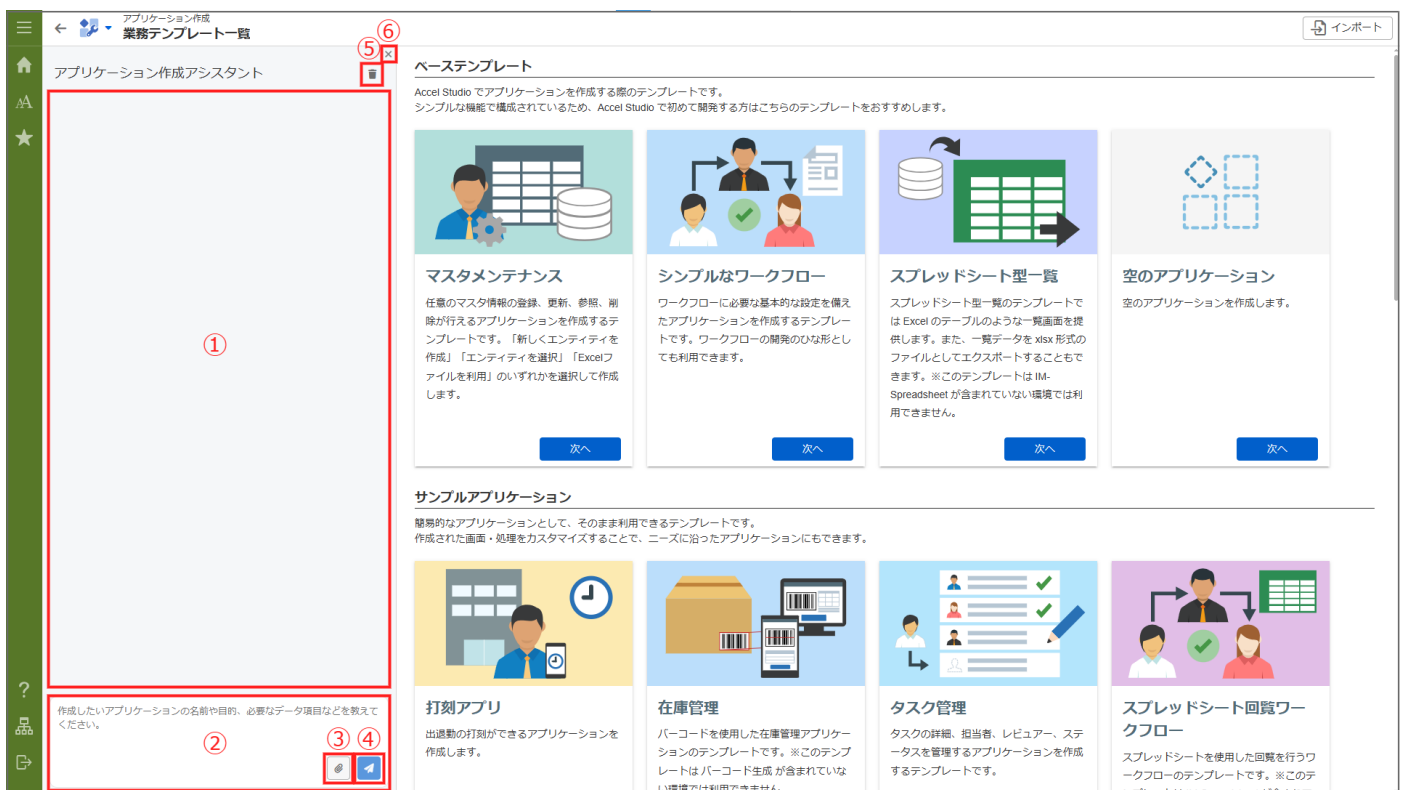 アプリケーション作成
業務テンプレート一覧
インポート
⑥
⑤
×
アプリケーション作成アシスタント
①
作成したいアプリケーションの名前や目的、必要なデータ項目などを教えて
ください。
②
③
④
ベーステンプレート
Accel Studio でアプリケーションを作成する際のテンプレートです。
シンプルな機能で構成されているため、Accel Studio で初めて開発する方はこちらのテンプレートをおすすめします。
マスタメンテナンス
任意のマスタ情報の登録、更新、参照、削
除が行えるアプリケーションを作成するテ
ンプレートです。「新しくエンティティを
作成」「エンティティを選択」「Excelフ
ァイルを利用」のいずれかを選択して作成
します。
次へ
シンプルなワークフロー
ワークフローに必要な基本的な設定を備え
たアプリケーションを作成するテンプレー
トです。ワークフローの開発のひな形とし
ても利用できます。
次へ
スプレッドシート型一覧
スプレッドシート型一覧のテンプレートで
は Excel のテーブルのような一覧画面を提
供します。また、一覧データを xlsx 形式の
ファイルとしてエクスポートすることもで
きます。※このテンプレートは IM-
Spreadsheet が含まれていない環境では利
用できません。
次へ
空のアプリケーション
空のアプリケーションを作成します。
次へ
サンプルアプリケーション
簡易的なアプリケーションとして、そのまま利用できるテンプレートです。
作成された画面・処理をカスタマイズすることで、ニーズに沿ったアプリケーションにもできます。
打刻アプリ
出退勤の打刻ができるアプリケーションを
作成します。
在庫管理
バーコードを使用した在庫管理アプリケー
ションのテンプレートです。※このテンプ
レートは バーコード生成 が含まれていな
い環境では利用できません。
タスク管理
タスクの詳細、担当者、レビュアー、ステ
ータスを管理するアプリケーションを作成
するテンプレートです。
スプレッドシート回覧ワー
クフロー
スプレッドシートを使用した回覧を行うワ
ークフローのテンプレートです。※このテ